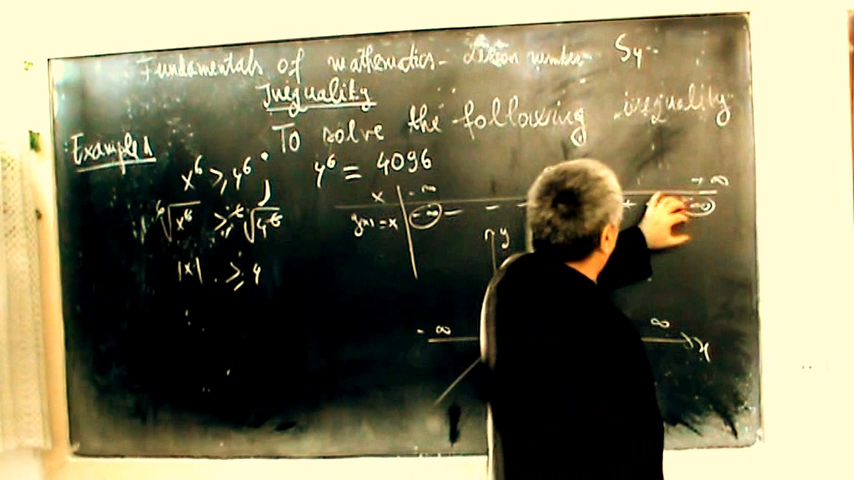 Fundamentals of mathematics - lesson number S4
Inequality
Example 1 To solve the following inequality
x⁶ ≥ 4⁶ 4⁶ = 4096
⁶√x⁶ ≥ ⁶√4⁶
|x| ≥ 4
x -∞ +∞
g(x) = x -∞ - - - +
y
-∞ ∞ x